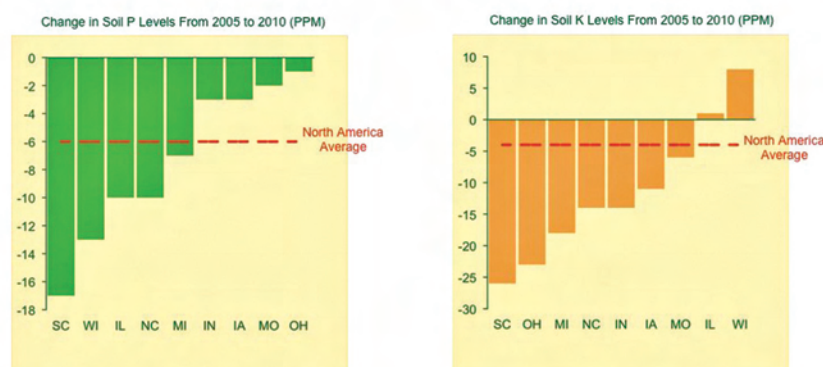 Change in Soil P Levels From 2005 to 2010 (PPM)
0
-2
-4
-6
-8
-10
-12
-14
-16
-18
North America
Average
SC WI IL NC MI IN IA MO OH
Change in Soil K Levels From 2005 to 2010 (PPM)
10
5
0
-5
-10
-15
-20
-25
-30
North America
Average
SC OH MI NC IN IA MO IL WI